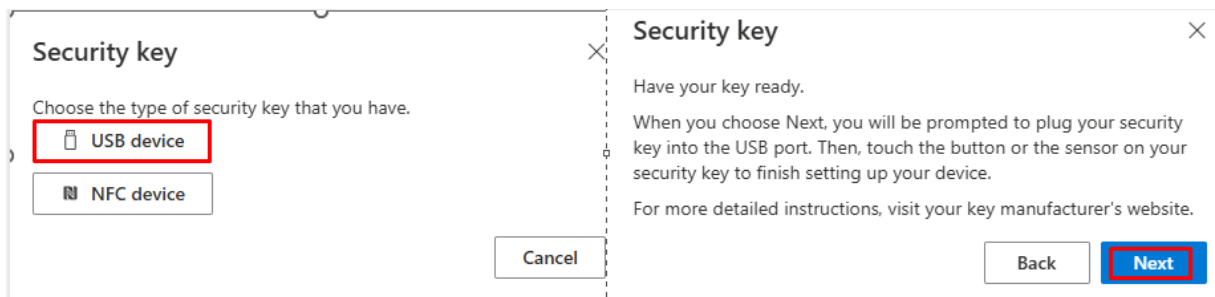 Security key
Choose the type of security key that you have.
USB device
NFC device
Cancel
Security key
Have your key ready.
When you choose Next, you will be prompted to plug your security
key into the USB port. Then, touch the button or the sensor on your
security key to finish setting up your device.
For more detailed instructions, visit your key manufacturer's website.
Back
Next